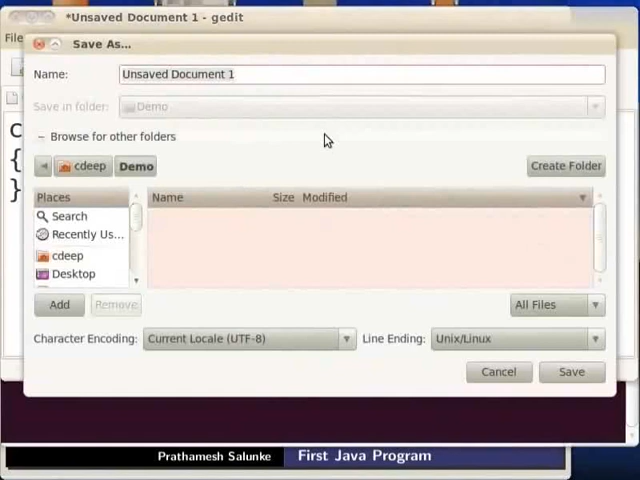 *Unsaved Document 1 - gedit
File
Save As...
Name: Unsaved Document 1
Save in folder: Demo
Browse for other folders
cdeep Demo Create Folder
Places Name Size Modified
Search
Recently Us...
cdeep
Desktop
Add Remove All Files
Character Encoding: Current Locale (UTF-8) Line Ending: Unix/Linux
Cancel Save
{
}
Prathamesh Salunke First Java Program